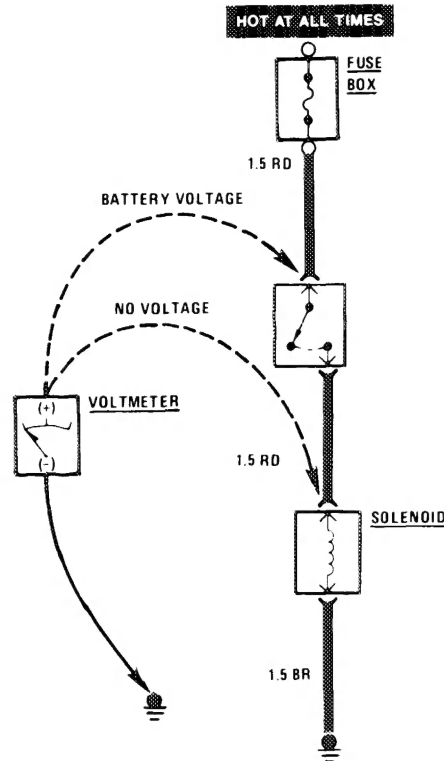 HOT AT ALL TIMES
FUSE
BOX
1.5 RD
BATTERY VOLTAGE
NO VOLTAGE
(+)
VOLTMETER
(-)
1.5 RD
SOLENOID
1.5 BR